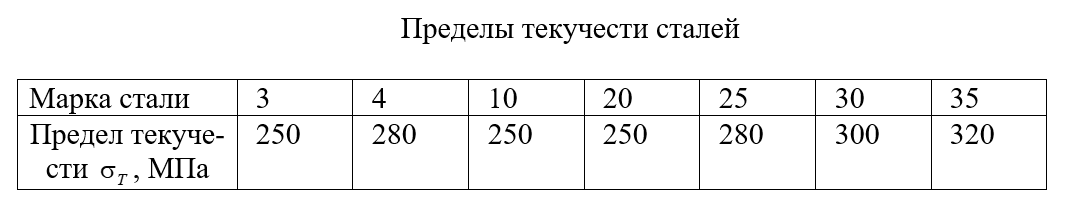 Пределы текучести сталей
Марка стали 3 4 10 20 25 30 35
Предел текуче- 250 280 250 250 280 300 320
сти σT , МПа